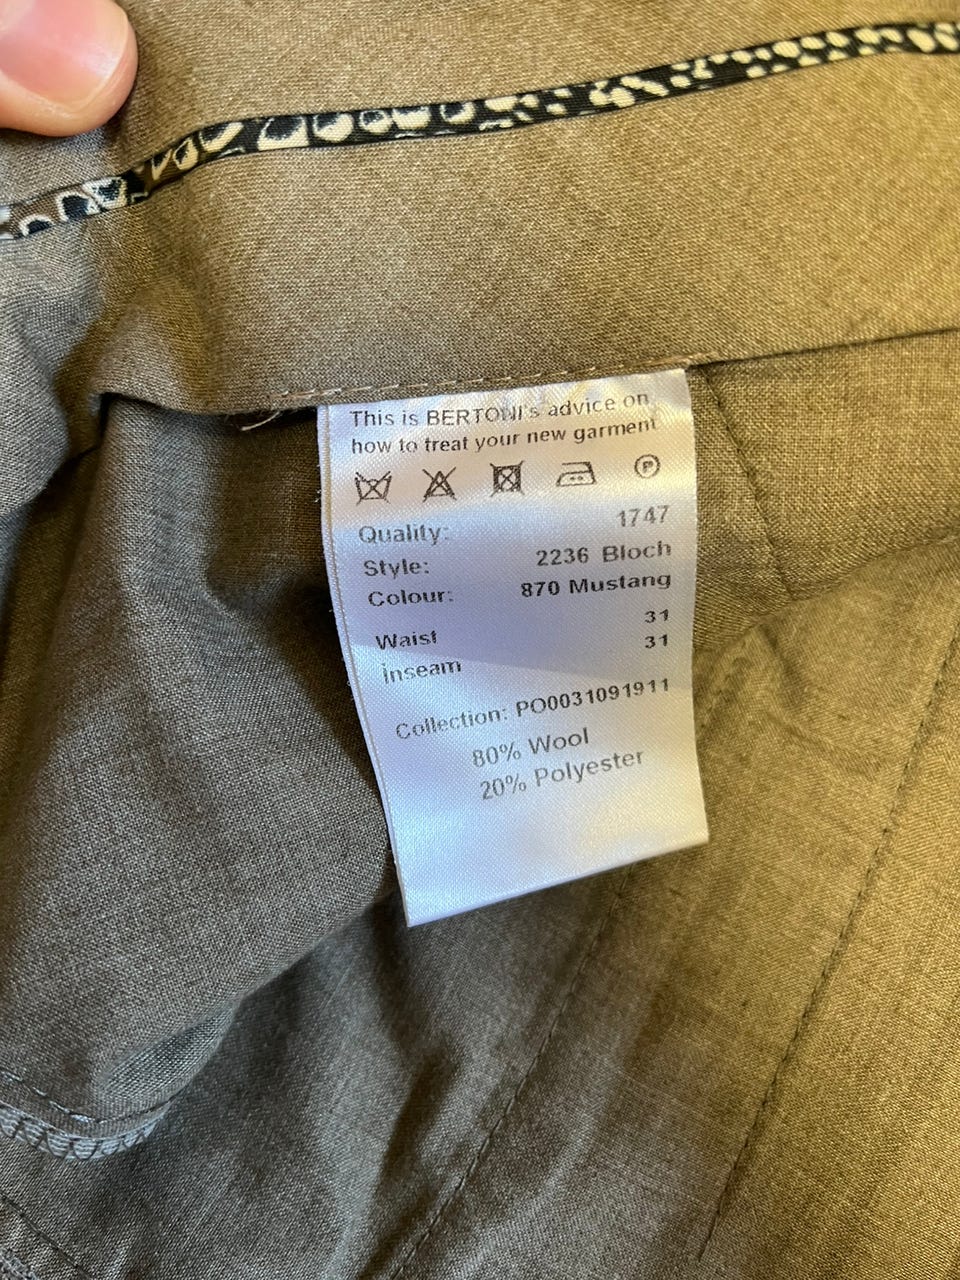 This is BERTONI's advice on
how to treat your new garment
P
Quality: 1747
Style: 2236 Bloch
Colour: 870 Mustang
Waist 31
inseam 31
Collection: PO0031091911
80% Wool
20% Polyester